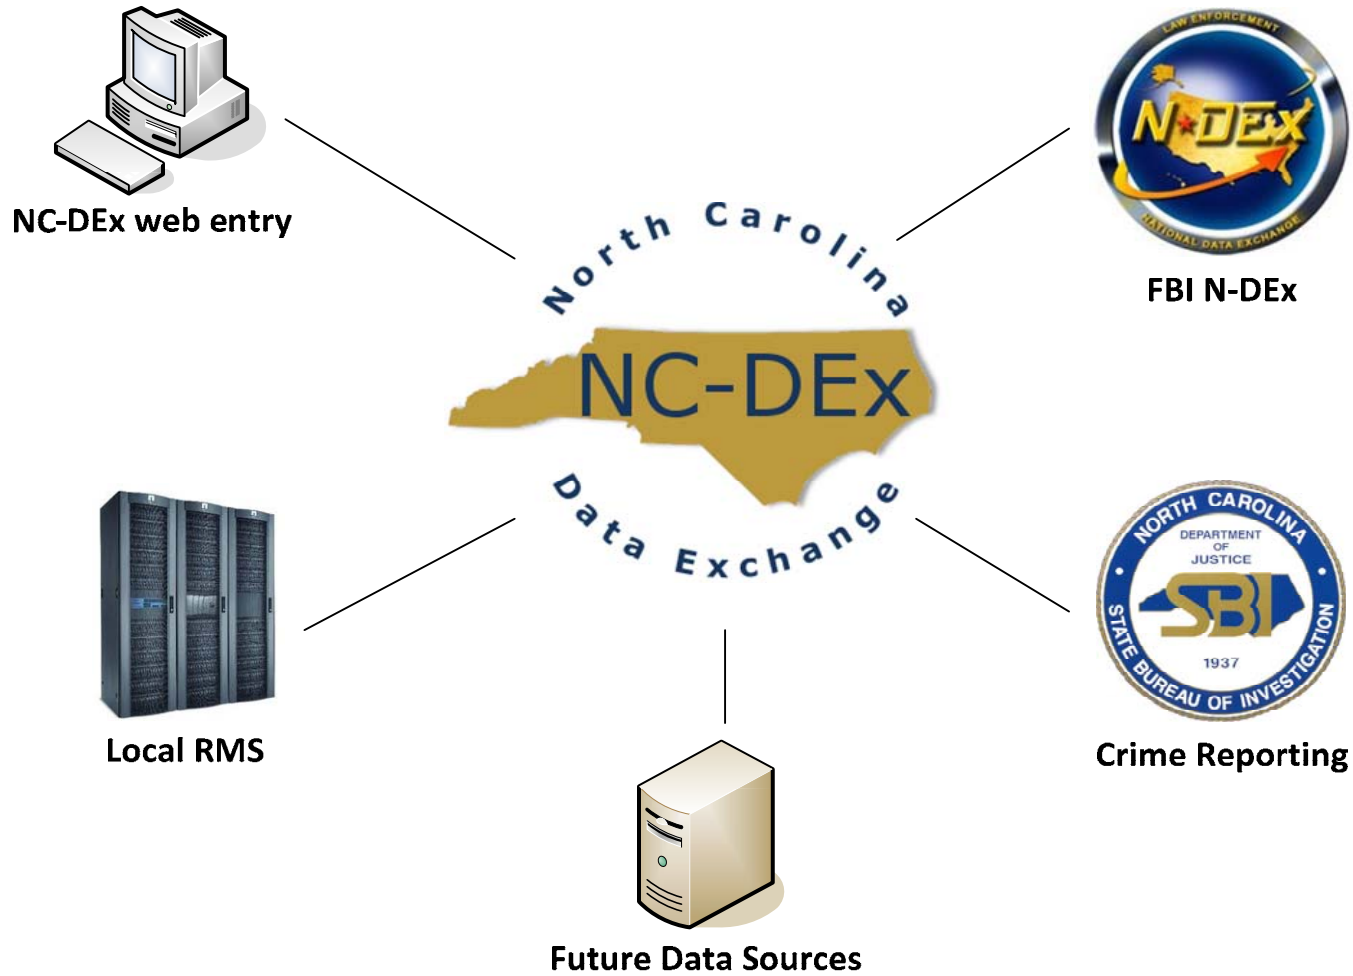 LAW ENFORCEMENT
N★DEx
NATIONAL DATA EXCHANGE
NC-DEx web entry
FBI N-DEx
North Carolina
NC-DEx
Data Exchange
NORTH CAROLINA
DEPARTMENT
OF
JUSTICE
SBI
1937
STATE BUREAU OF INVESTIGATION
Local RMS
Crime Reporting
Future Data Sources